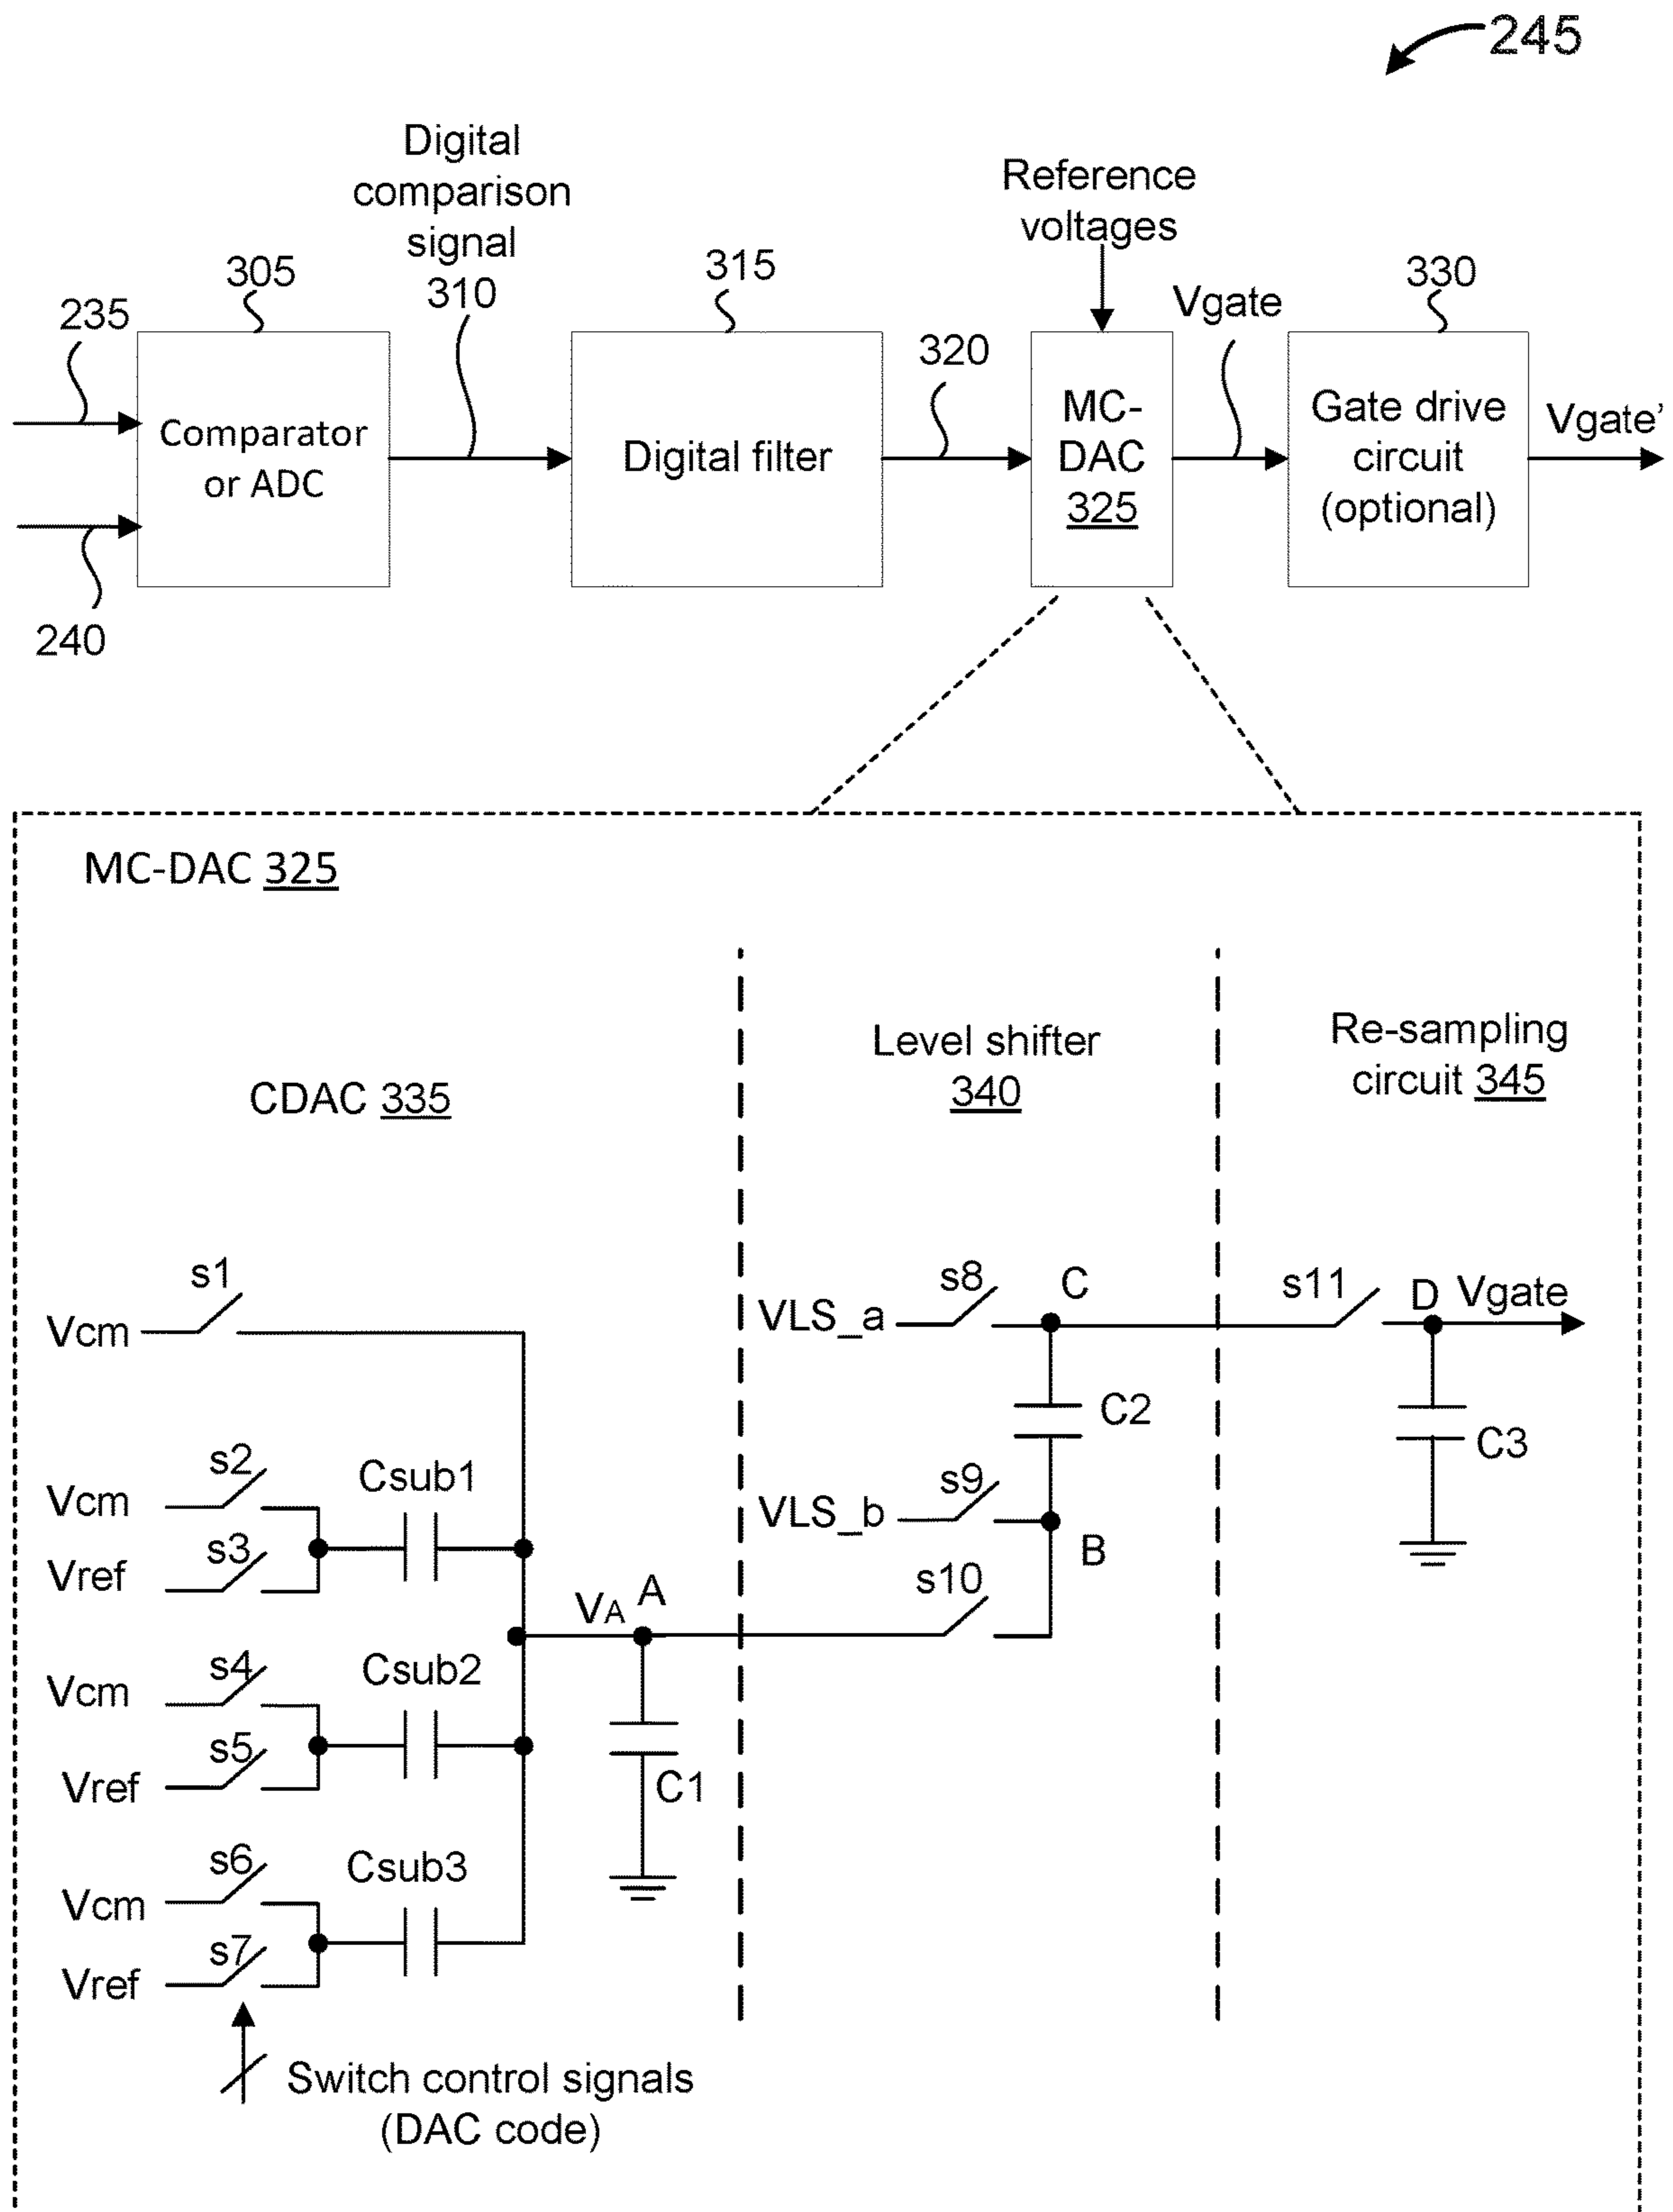 245
Digital
comparison
signal
310
Reference
voltages
235
305
315
320
Vgate
330
Comparator
or ADC
Digital filter
MC-
DAC
325
Gate drive
circuit
(optional)
Vgate’
240
MC-DAC 325
CDAC 335
Level shifter
340
Re-sampling
circuit 345
s1
Vcm
s8
VLS_a
C
s11
D
Vgate
C2
C3
s2
Vcm
Csub1
s3
Vref
s9
VLS_b
B
s10
VA
A
s4
Vcm
Csub2
s5
Vref
C1
s6
Vcm
Csub3
s7
Vref
Switch control signals
(DAC code)